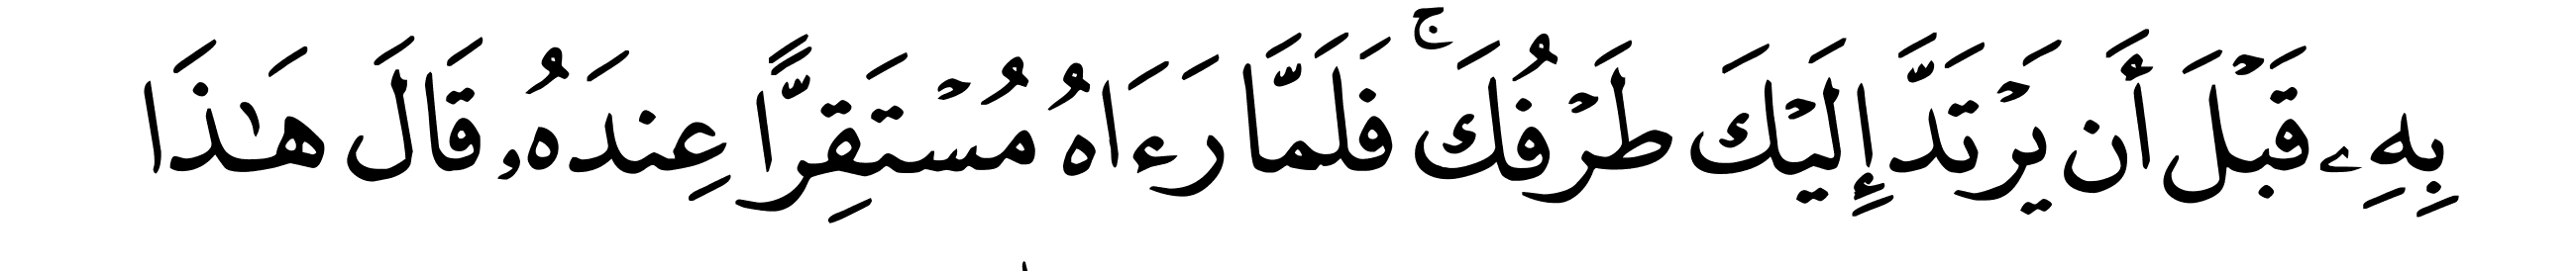 بِهِۦ قَبْلَ أَن يَرْتَدَّ إِلَيْكَ طَرْفُكَ ۚ فَلَمَّا رَءَاهُ مُسْتَقِرًّا عِندَهُۥ قَالَ هَـٰذَا